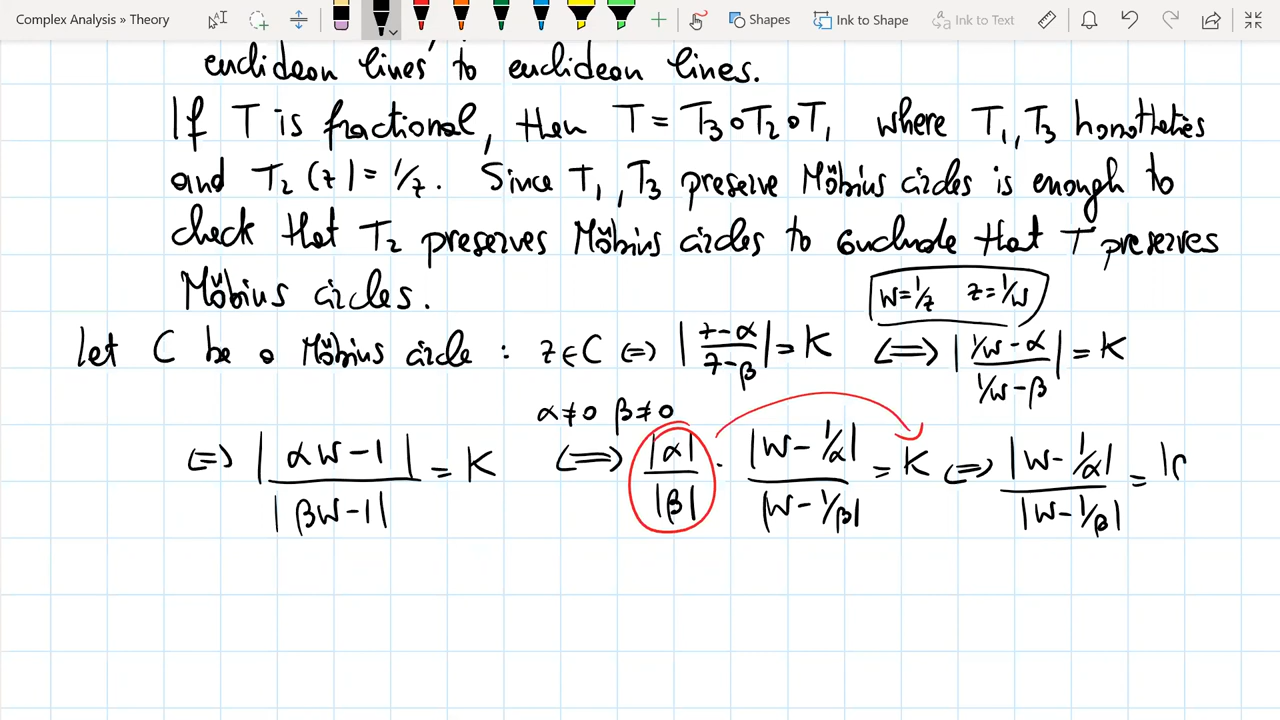 Complex Analysis » Theory
Shapes
Ink to Shape
Ink to Text
euclidean lines to euclidean lines.
If T is fractional, then T = T₃∘T₂∘T₁ where T₁, T₃ homotheties
and T₂(z) = 1/z. Since T₁, T₃ preserve Möbius circles is enough to
check that T₂ preserves Möbius circles to conclude that T preserves
Möbius circles.
w = 1/z z = 1/w
let C be a Möbius circle : z ∈ C ⟺ |(z-α)/(z-β)| = K ⟺ |(1/w - α)/(1/w - β)| = K
α≠0 β≠0
⟺ |αw-1|/|βw-1| = K ⟺ |α|/|β| · |w - 1/α|/|w - 1/β| = K ⟺ |w - 1/α|/|w - 1/β| =